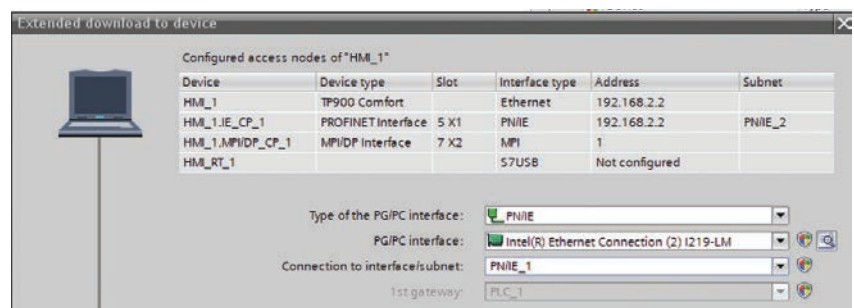 Extended download to device
Configured access nodes of "HMI_1"
Device Device type Slot Interface type Address Subnet
HMI_1 TP900 Comfort Ethernet 192.168.2.2
HMI_1.IE_CP_1 PROFINET Interface 5 X1 PN/IE 192.168.2.2 PN/IE_2
HMI_1.MPI/DP_CP_1 MPI/DP Interface 7 X2 MPI 1
HMI_RT_1 S7USB Not configured
Type of the PG/PC interface: PN/IE
PG/PC interface: Intel(R) Ethernet Connection (2) I219-LM
Connection to interface/subnet: PN/IE_1
1st gateway: PLC_1